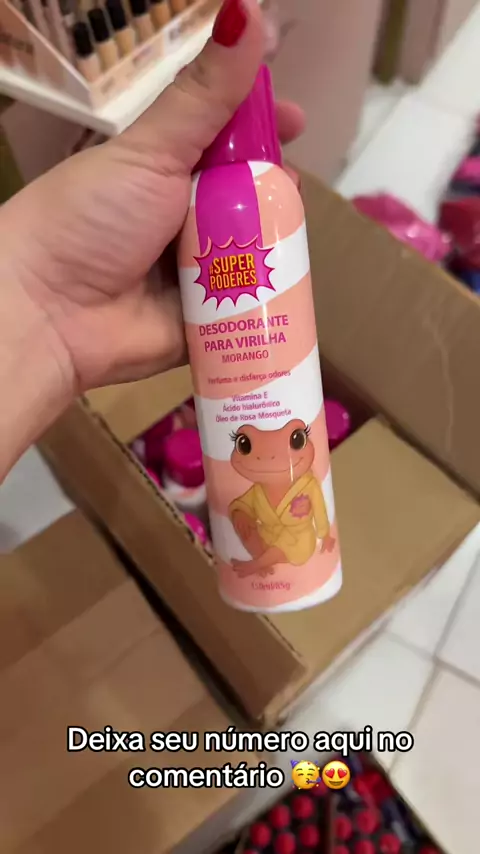 #SUPER
PODERES
DESODORANTE
PARA VIRILHA
MORANGO
Perfuma e disfarça odores
Vitamina E
Ácido hialurônico
Óleo de Rosa Mosqueta
Deixa seu número aqui no
comentário 🥳😍